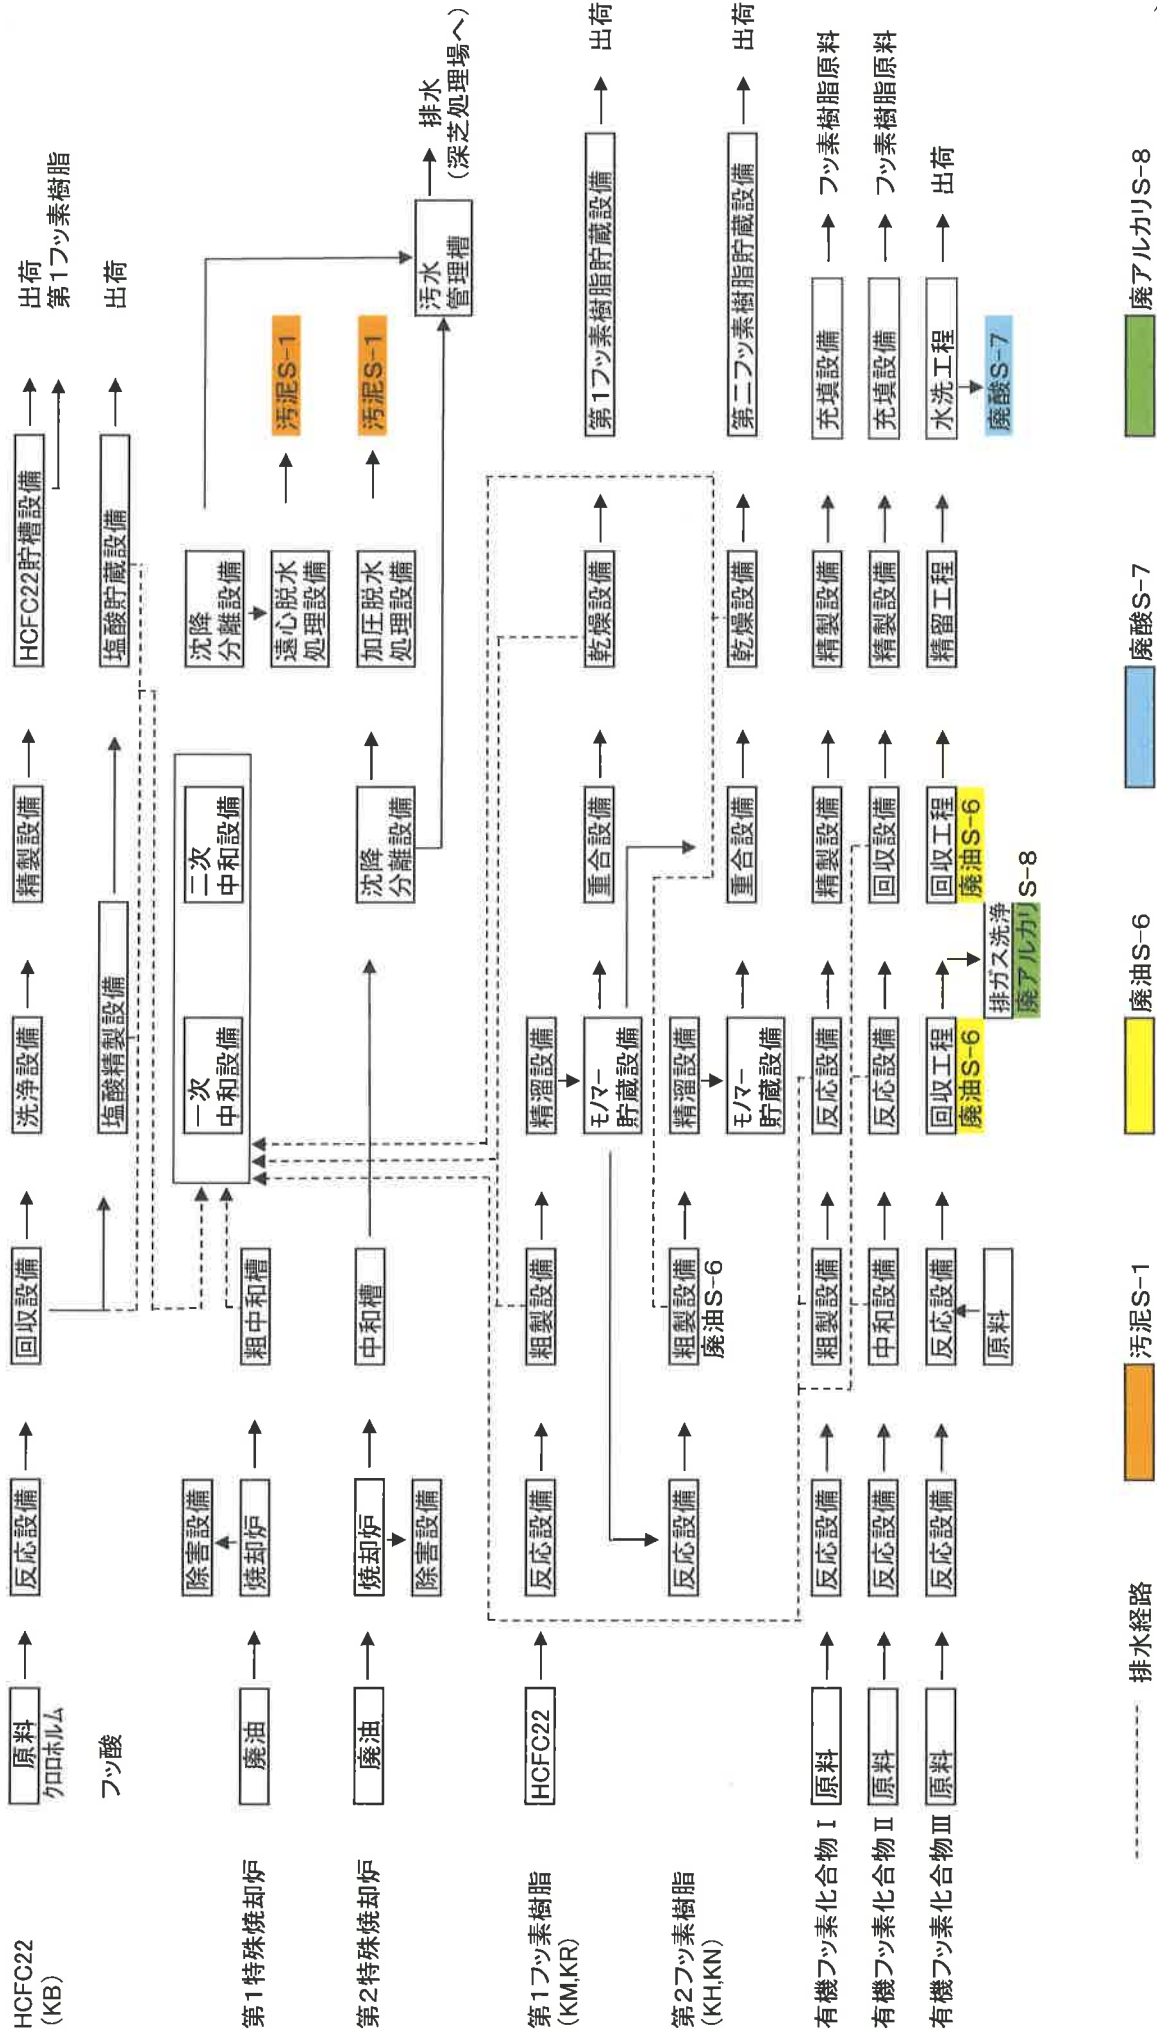 HCFC22
(KB)
原料
クロロホルム
反応設備
回収設備
洗浄設備
精製設備
HCFC22貯槽設備
出荷
第1フッ素樹脂
フッ酸
塩酸精製設備
塩酸貯蔵設備
出荷
第1特殊焼却炉
廃油
除害設備
焼却炉
粗中和槽
一次
中和設備
二次
中和設備
沈降
分離設備
遠心脱水
処理設備
汚泥S-1
第2特殊焼却炉
廃油
焼却炉
除害設備
中和槽
沈降
分離設備
加圧脱水
処理設備
汚泥S-1
汚水
管理槽
排水
(深芝処理場へ)
第1フッ素樹脂
(KM,KR)
HCFC22
反応設備
粗製設備
精溜設備
モノマー
貯蔵設備
重合設備
乾燥設備
第1フッ素樹脂貯蔵設備
出荷
第2フッ素樹脂
(KH,KN)
反応設備
粗製設備
廃油S-6
精溜設備
モノマー
貯蔵設備
重合設備
乾燥設備
第二フッ素樹脂貯蔵設備
出荷
有機フッ素化合物Ⅰ
原料
反応設備
粗製設備
反応設備
精製設備
精製設備
充填設備
フッ素樹脂原料
有機フッ素化合物Ⅱ
原料
反応設備
中和設備
反応設備
回収設備
精製設備
充填設備
フッ素樹脂原料
有機フッ素化合物Ⅲ
原料
反応設備
反応設備
原料
回収工程
廃油S-6
排ガス洗浄
廃アルカリS-8
回収工程
廃油S-6
精留工程
水洗工程
廃酸S-7
出荷
排水経路
汚泥S-1
廃油S-6
廃酸S-7
廃アルカリS-8